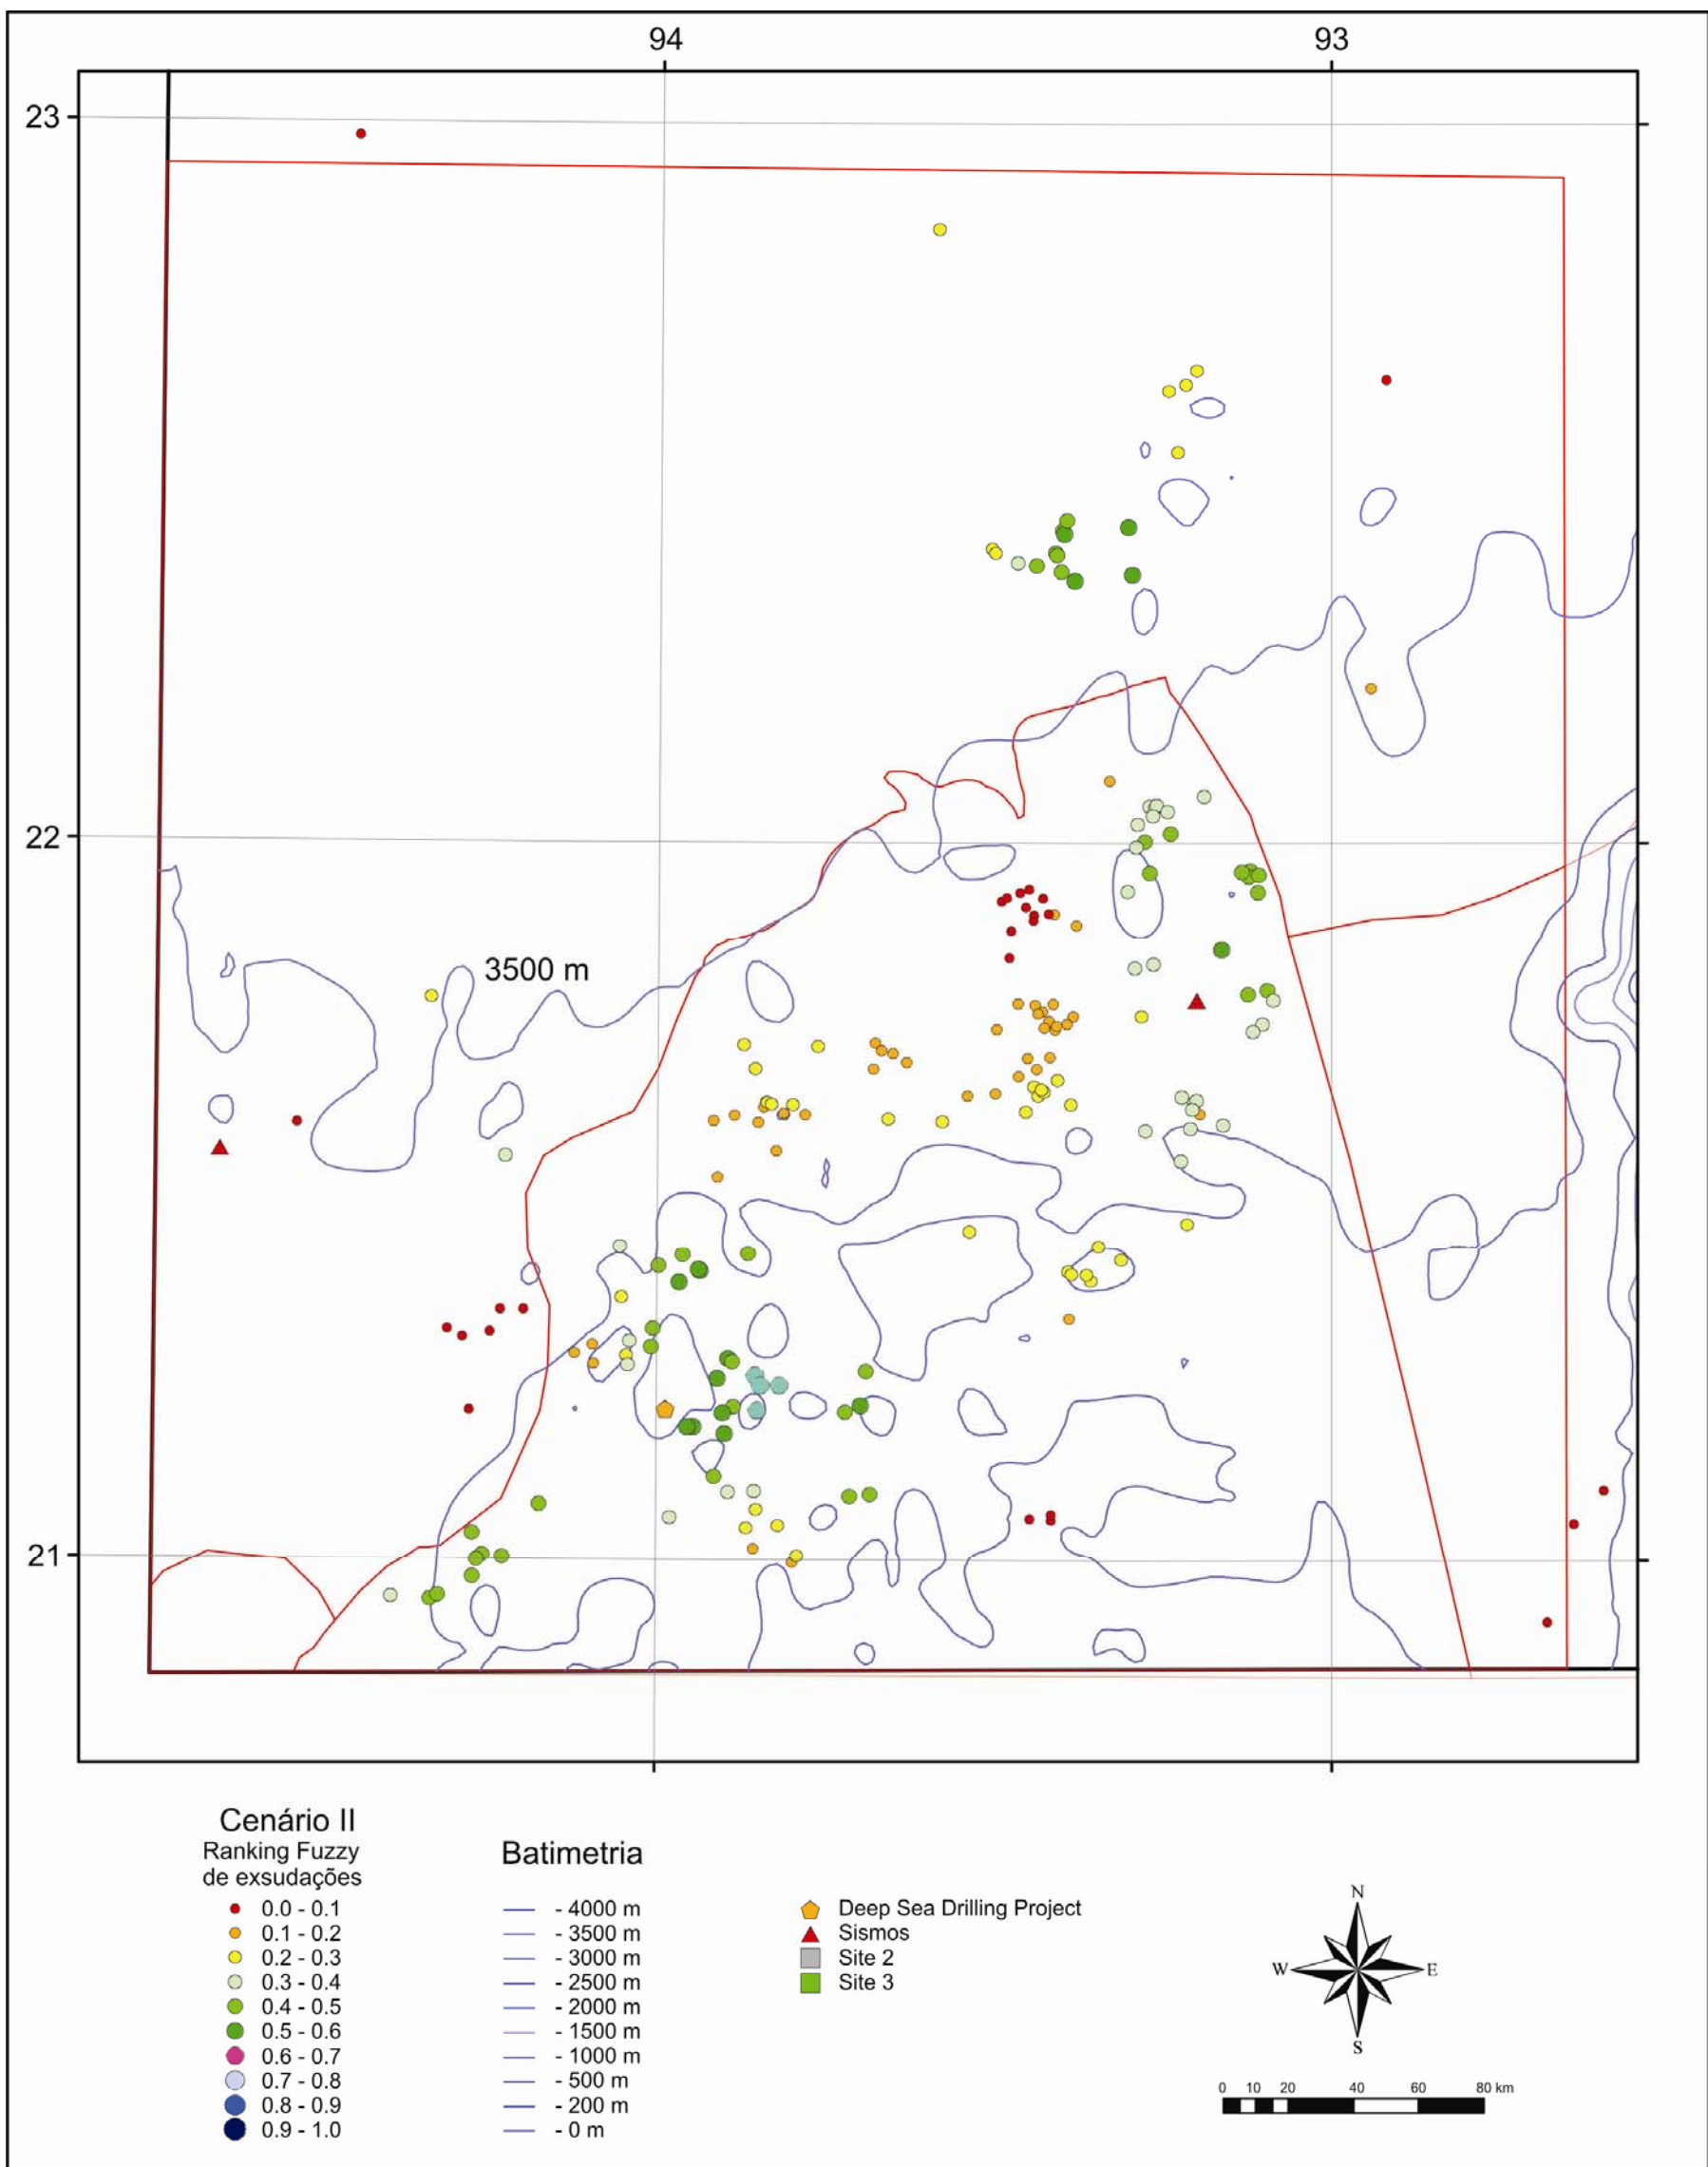 94
93
23
22
3500 m
21
Cenário II
Ranking Fuzzy
de exsudações
0.0 - 0.1
0.1 - 0.2
0.2 - 0.3
0.3 - 0.4
0.4 - 0.5
0.5 - 0.6
0.6 - 0.7
0.7 - 0.8
0.8 - 0.9
0.9 - 1.0
Batimetria
- 4000 m
- 3500 m
- 3000 m
- 2500 m
- 2000 m
- 1500 m
- 1000 m
- 500 m
- 200 m
- 0 m
Deep Sea Drilling Project
Sismos
Site 2
Site 3
N
W
E
S
0 10 20 40 60 80 km